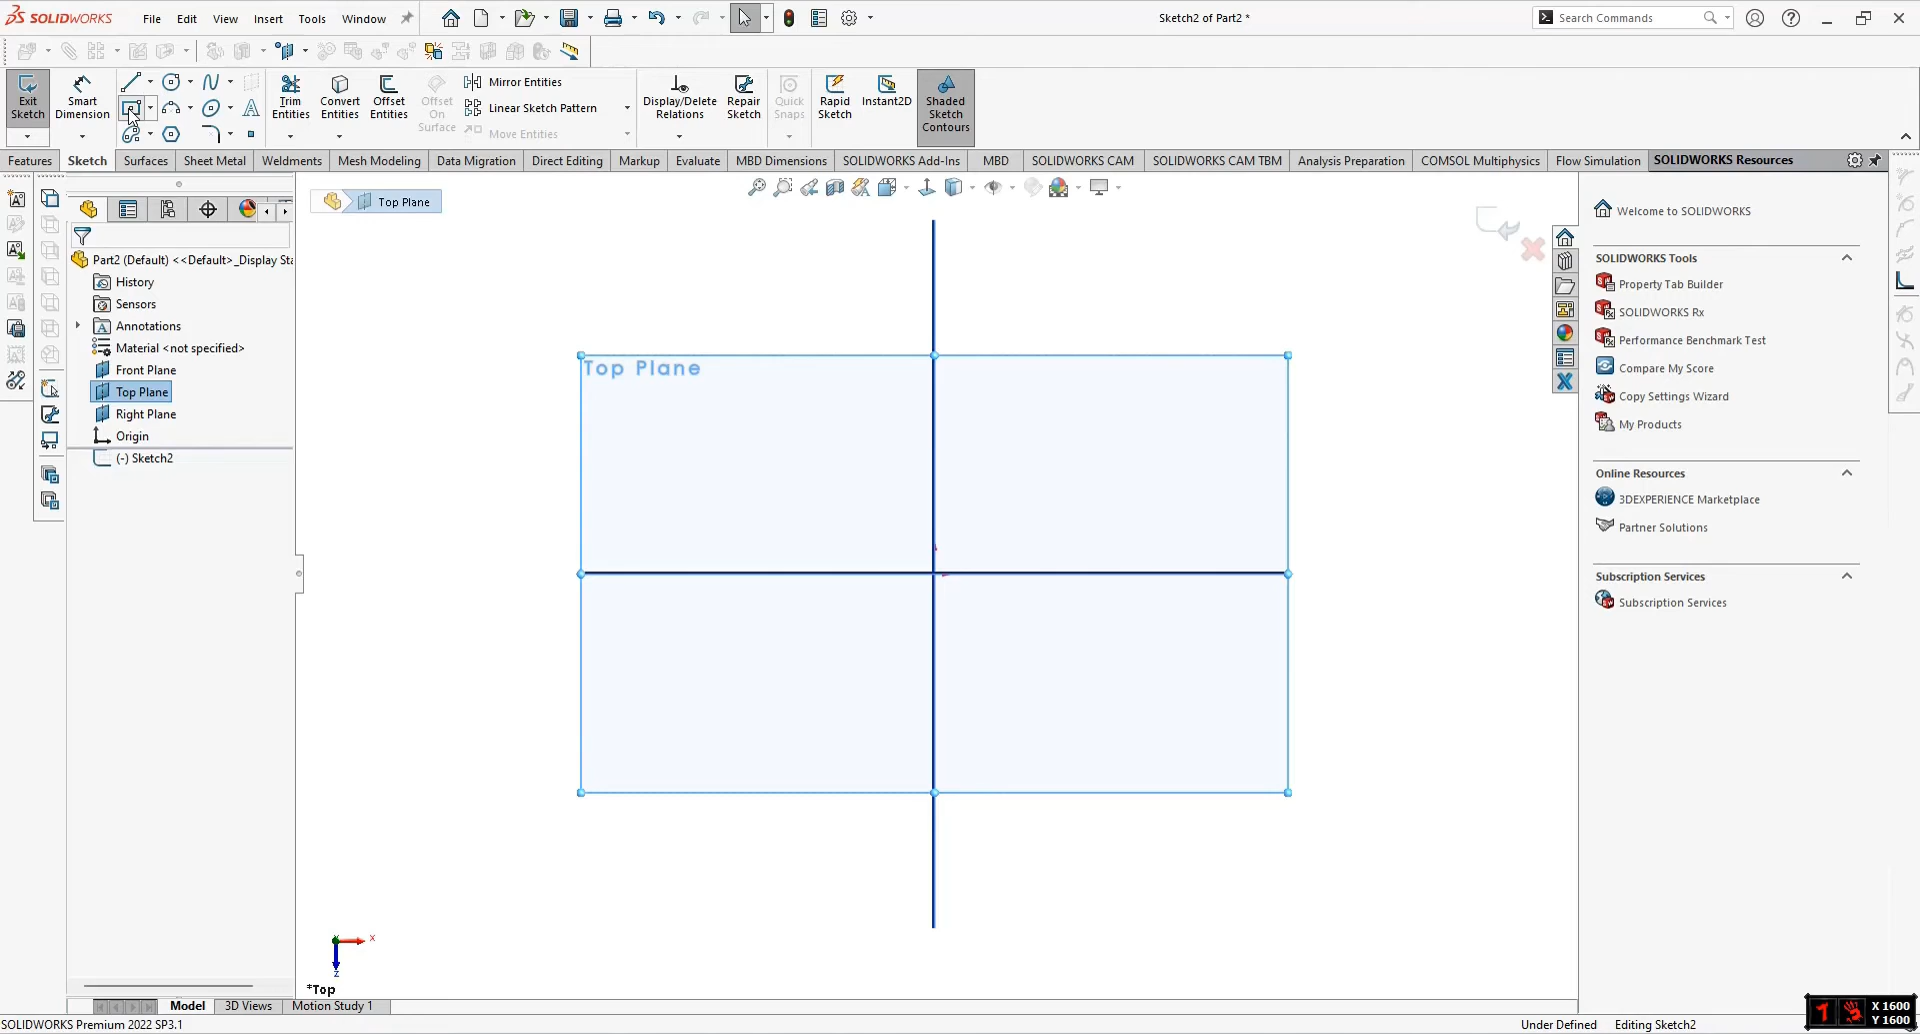 SOLIDWORKS File Edit View Insert Tools Window Sketch2 of Part2 * Search Commands
Exit Sketch Smart Dimension Trim Entities Convert Entities Offset Entities Offset On Surface Mirror Entities Linear Sketch Pattern Move Entities Display/Delete Relations Repair Sketch Quick Snaps Rapid Sketch Instant2D Shaded Sketch Contours
Features Sketch Surfaces Sheet Metal Weldments Mesh Modeling Data Migration Direct Editing Markup Evaluate MBD Dimensions SOLIDWORKS Add-Ins MBD SOLIDWORKS CAM SOLIDWORKS CAM TBM Analysis Preparation COMSOL Multiphysics Flow Simulation SOLIDWORKS Resources
Part2 (Default) <<Default>_Display Sta
History
Sensors
Annotations
Material <not specified>
Front Plane
Top Plane
Right Plane
Origin
(-) Sketch2
Top Plane
Top Plane
X
Z
*Top
Welcome to SOLIDWORKS
SOLIDWORKS Tools
Property Tab Builder
SOLIDWORKS Rx
Performance Benchmark Test
Compare My Score
Copy Settings Wizard
My Products
Online Resources
3DEXPERIENCE Marketplace
Partner Solutions
Subscription Services
Subscription Services
Model 3D Views Motion Study 1
SOLIDWORKS Premium 2022 SP3.1 Under Defined Editing Sketch2
X 1600
Y 1600